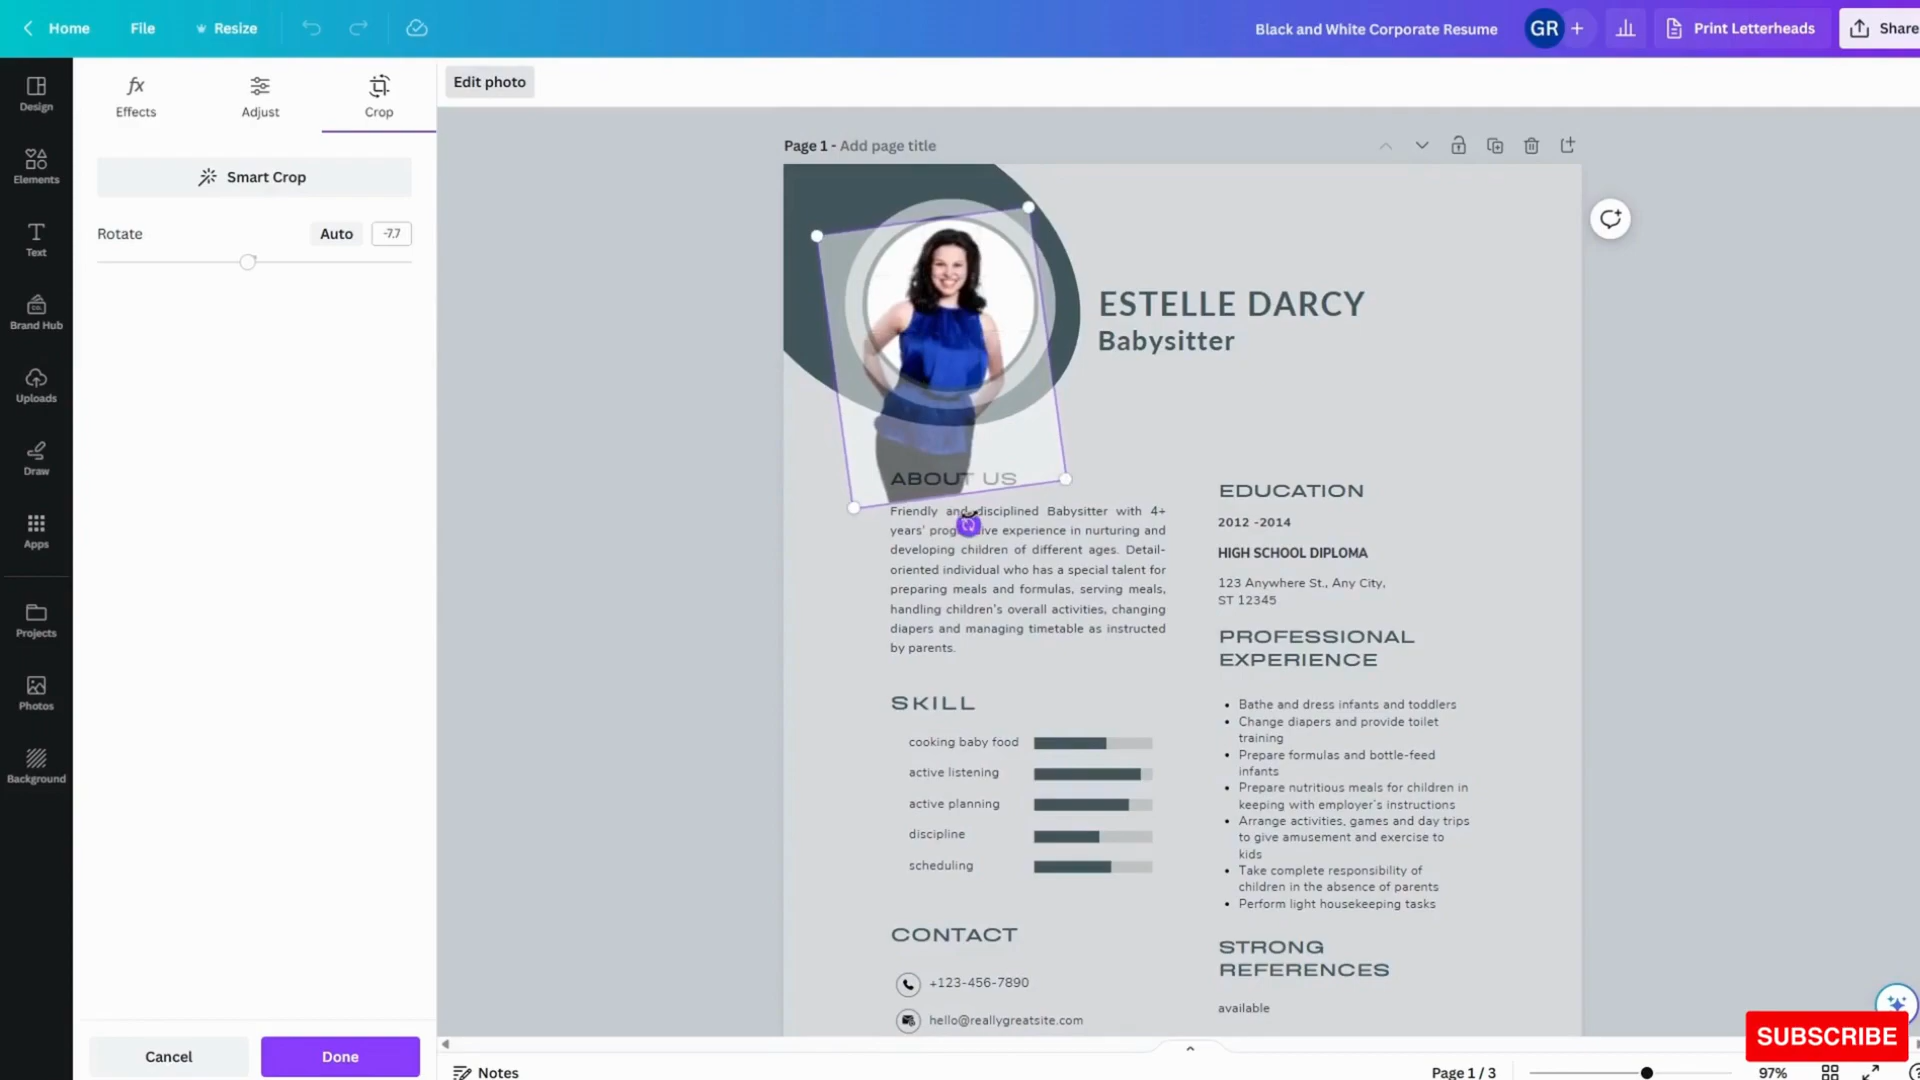 Home
File
Resize
Black and White Corporate Resume
GR
+
Print Letterheads
Share
Design
Elements
Text
Brand Hub
CO.
Uploads
Draw
Apps
Projects
Photos
Background
fx
Effects
Adjust
Crop
Smart Crop
Rotate
Auto
-7.7
Cancel
Done
Edit photo
Page 1 - Add page title
ESTELLE DARCY
Babysitter
ABOUT US
Friendly and disciplined Babysitter with 4+
years' progressive experience in nurturing and
developing children of different ages. Detail-
oriented individual who has a special talent for
preparing meals and formulas, serving meals,
handling children's overall activities, changing
diapers and managing timetable as instructed
by parents.
SKILL
cooking baby food
active listening
active planning
discipline
scheduling
CONTACT
+123-456-7890
hello@reallygreatsite.com
EDUCATION
2012 -2014
HIGH SCHOOL DIPLOMA
123 Anywhere St., Any City,
ST 12345
PROFESSIONAL
EXPERIENCE
• Bathe and dress infants and toddlers
• Change diapers and provide toilet
training
• Prepare formulas and bottle-feed
infants
• Prepare nutritious meals for children in
keeping with employer's instructions
• Arrange activities, games and day trips
to give amusement and exercise to
kids
• Take complete responsibility of
children in the absence of parents
• Perform light housekeeping tasks
STRONG
REFERENCES
available
SUBSCRIBE
Notes
Page 1 / 3
97%